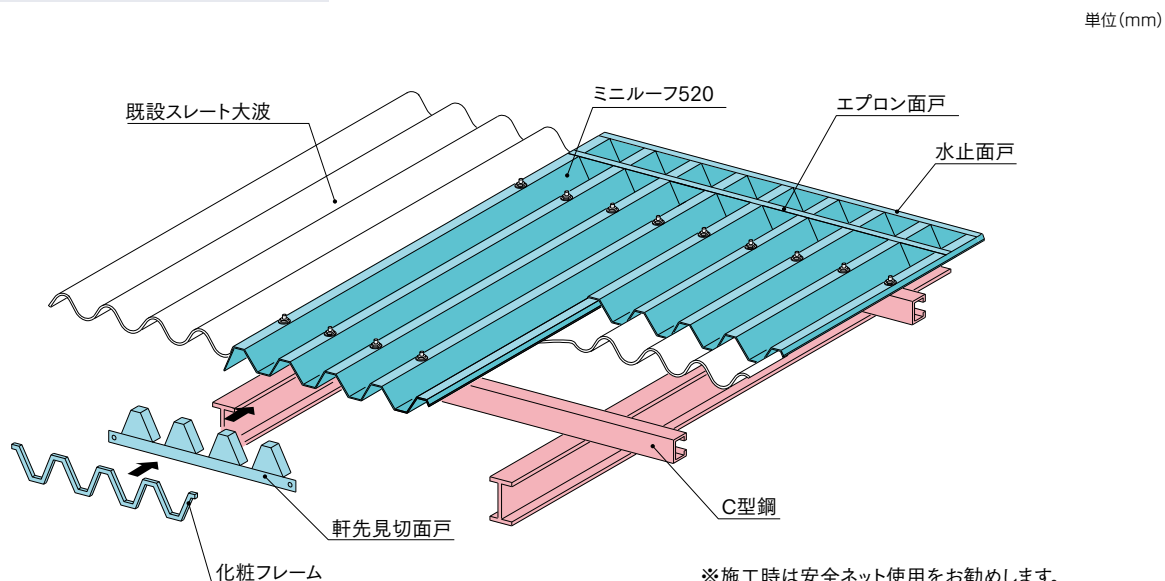 単位(mm)
ミニルーフ520
エプロン面戸
既設スレート大波
水止面戸
C型鋼
軒先見切面戸
化粧フレーム
※施工時は安全ネット使用をお勧めします。